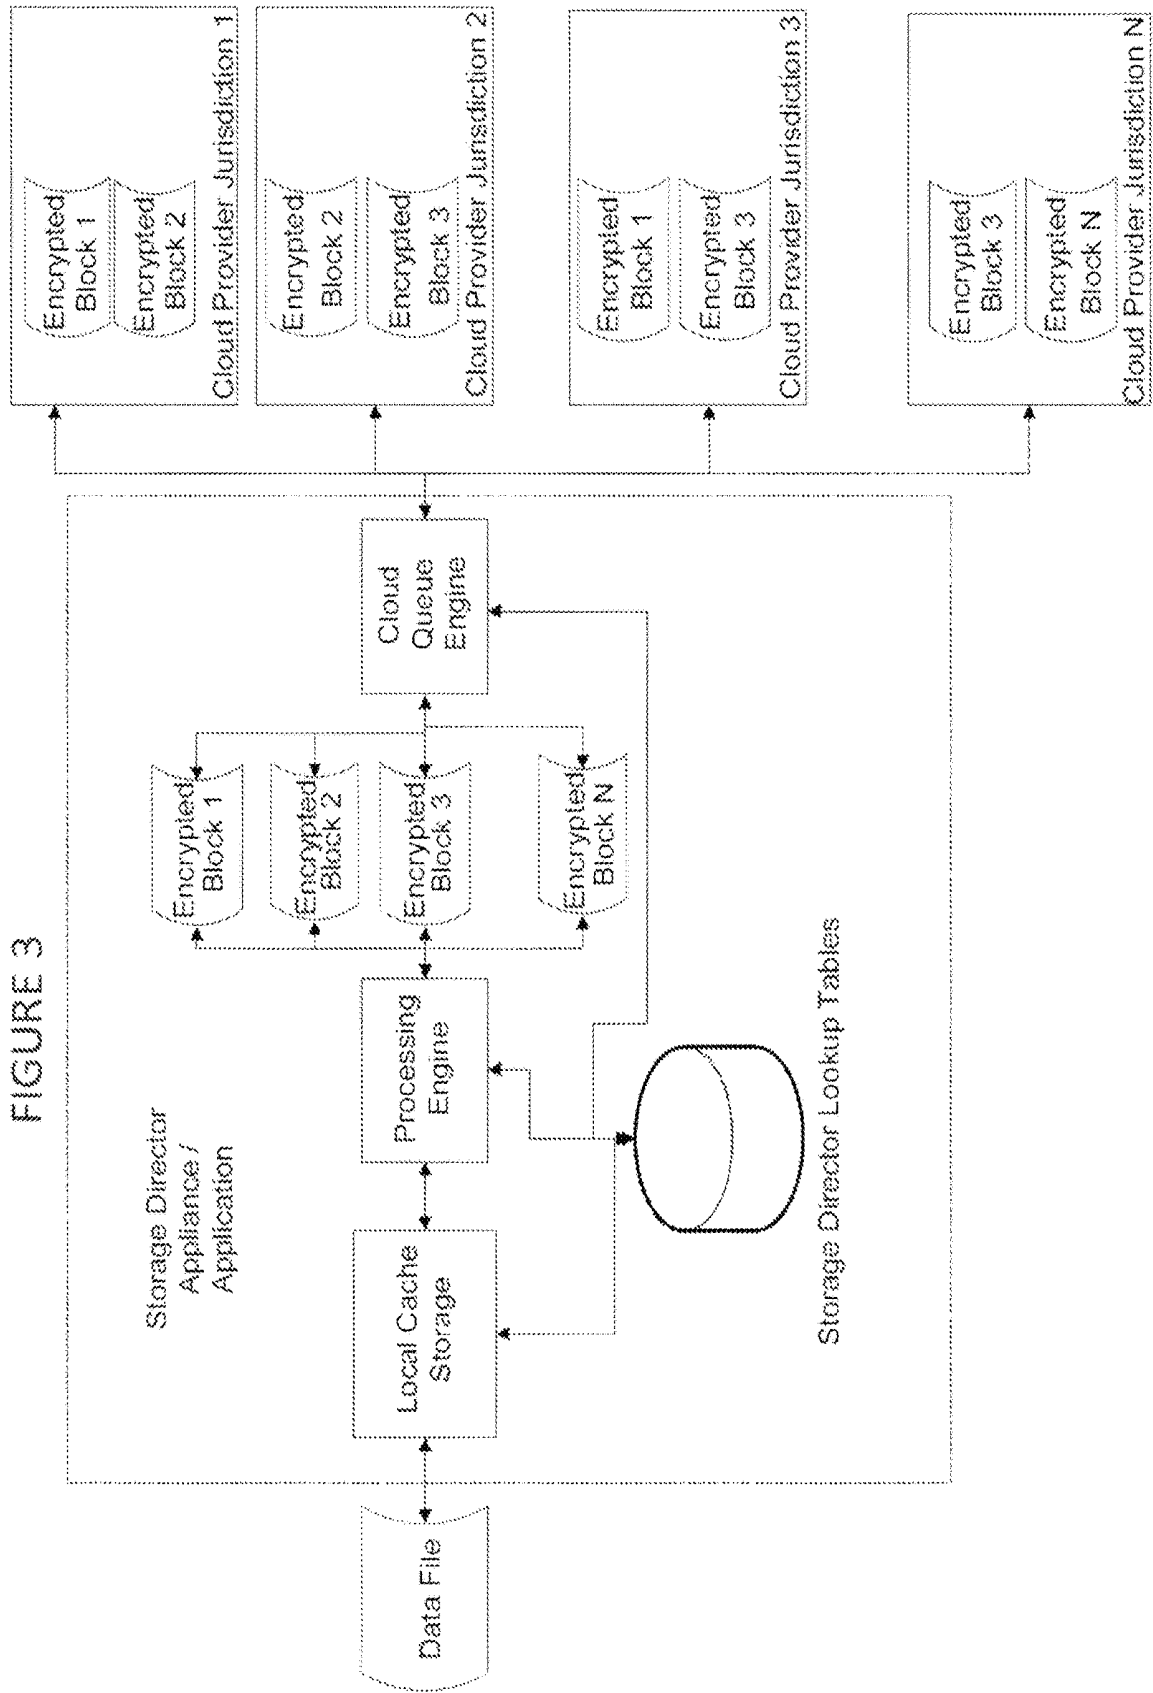 FIGURE 3
Storage Director
Appliance /
Application
Data File
Local Cache
Storage
Processing
Engine
Encrypted
Block 1
Encrypted
Block 2
Encrypted
Block 3
Encrypted
Block N
Cloud
Queue
Engine
Storage Director Lookup Tables
Encrypted
Block 1
Encrypted
Block 2
Cloud Provider Jurisdiction 1
Encrypted
Block 2
Encrypted
Block 3
Cloud Provider Jurisdiction 2
Encrypted
Block 1
Encrypted
Block 3
Cloud Provider Jurisdiction 3
Encrypted
Block 3
Encrypted
Block N
Cloud Provider Jurisdiction N